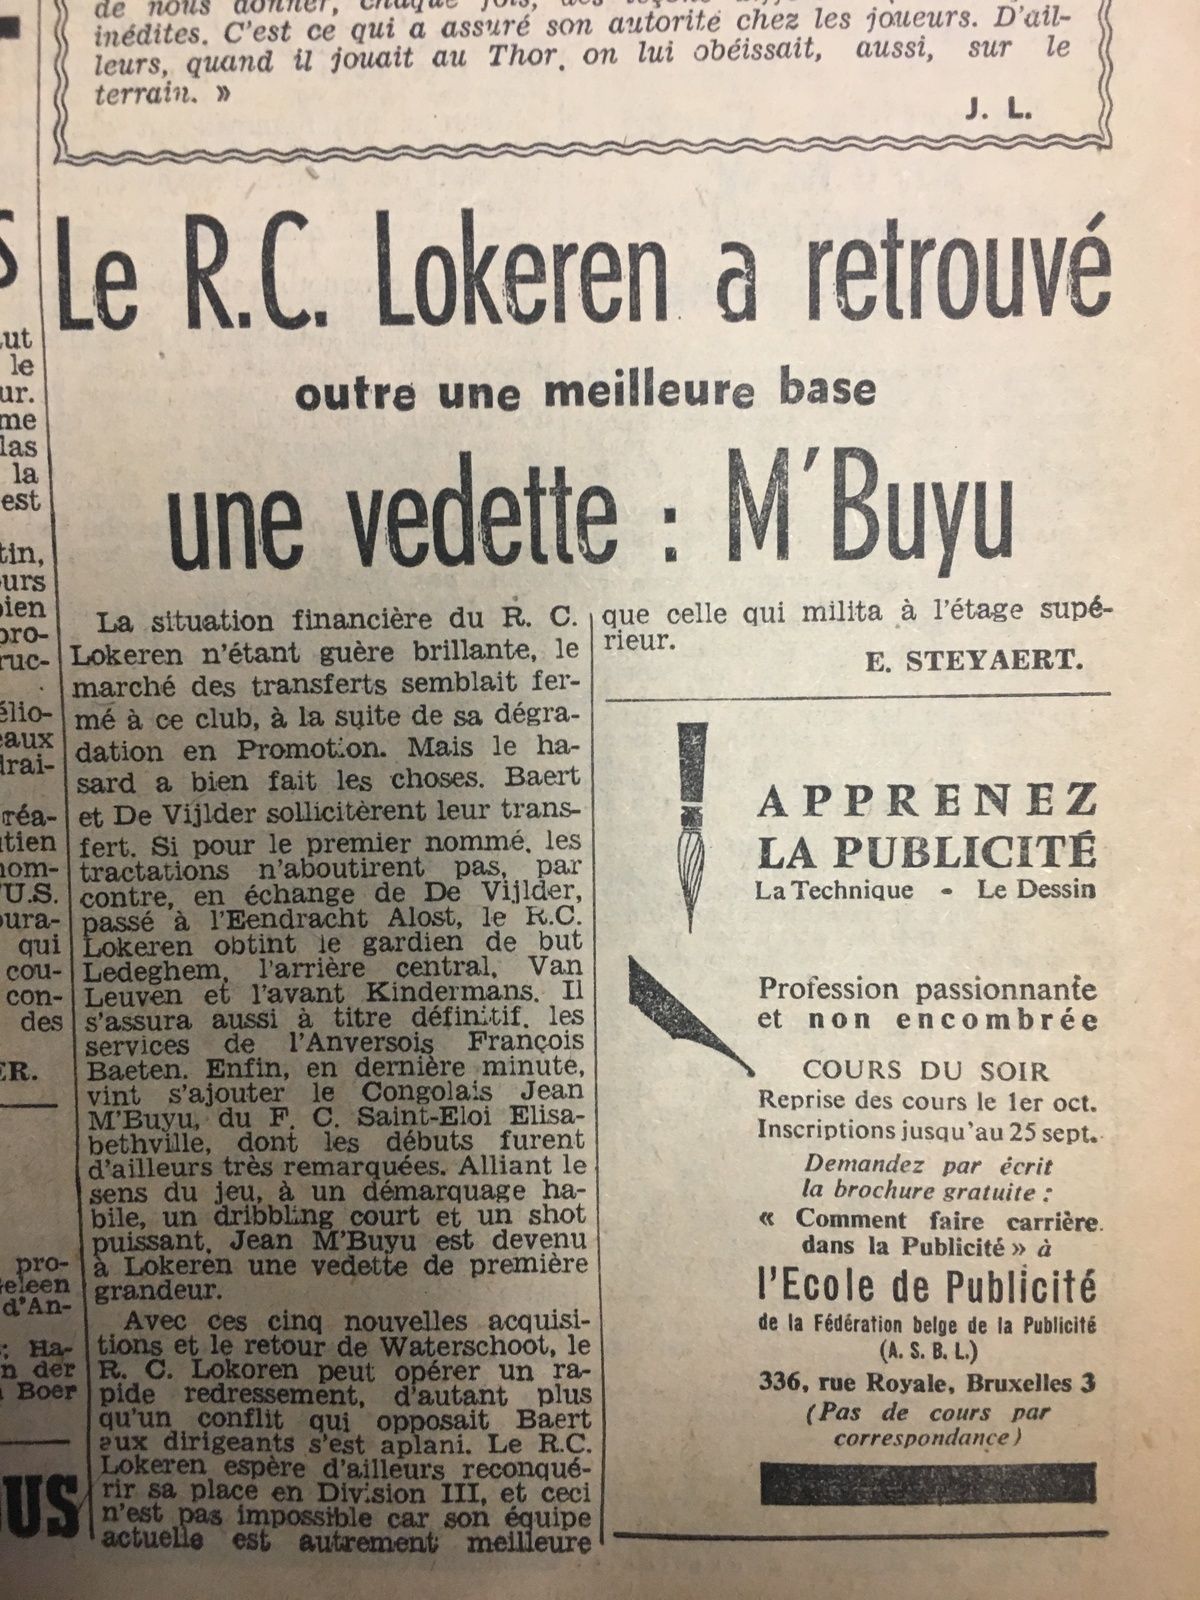 inédites. C'est ce qui a assuré son autorité chez les joueurs. D'ail-
leurs, quand il jouait au Thor, on lui obéissait, aussi, sur le
terrain. »
J. L.
Le R.C. Lokeren a retrouvé
outre une meilleure base
une vedette : M'Buyu
La situation financière du R. C.
Lokeren n'étant guère brillante, le
marché des transferts semblait fer-
mé à ce club, à la suite de sa dégra-
dation en Promotion. Mais le ha-
sard a bien fait les choses. Baert
et De Vijlder sollicitèrent leur trans-
fert. Si pour le premier nommé, les
tractations n'aboutirent pas, par
contre, en échange de De Vijlder,
passé à l'Eendracht Alost, le R.C.
Lokeren obtint le gardien de but
Ledeghem, l'arrière central, Van
Leuven et l'avant Kindermans. Il
s'assura aussi à titre définitif, les
services de l'Anversois François
Baeten. Enfin, en dernière minute,
vint s'ajouter le Congolais Jean
M'Buyu, du F. C. Saint-Eloi Elisa-
bethville, dont les débuts furent
d'ailleurs très remarquées. Alliant le
sens du jeu, à un démarquage ha-
bile, un dribbling court et un shot
puissant, Jean M'Buyu est devenu
à Lokeren une vedette de première
grandeur.
Avec ces cinq nouvelles acquisi-
tions et le retour de Waterschoot, le
R. C. Lokoren peut opérer un ra-
pide redressement, d'autant plus
qu'un conflit qui opposait Baert
aux dirigeants s'est aplani. Le R.C.
Lokeren espère d'ailleurs reconqué-
rir sa place en Division III, et ceci
n'est pas impossible car son équipe
actuelle est autrement meilleure
que celle qui milita à l'étage supé-
rieur.
E. STEYAERT.
APPRENEZ
LA PUBLICITÉ
La Technique - Le Dessin
Profession passionnante
et non encombrée
COURS DU SOIR
Reprise des cours le 1er oct.
Inscriptions jusqu'au 25 sept.
Demandez par écrit
la brochure gratuite :
« Comment faire carrière
dans la Publicité » à
l'Ecole de Publicité
de la Fédération belge de la Publicité
(A. S. B. L.)
336, rue Royale, Bruxelles 3
(Pas de cours par
correspondance)